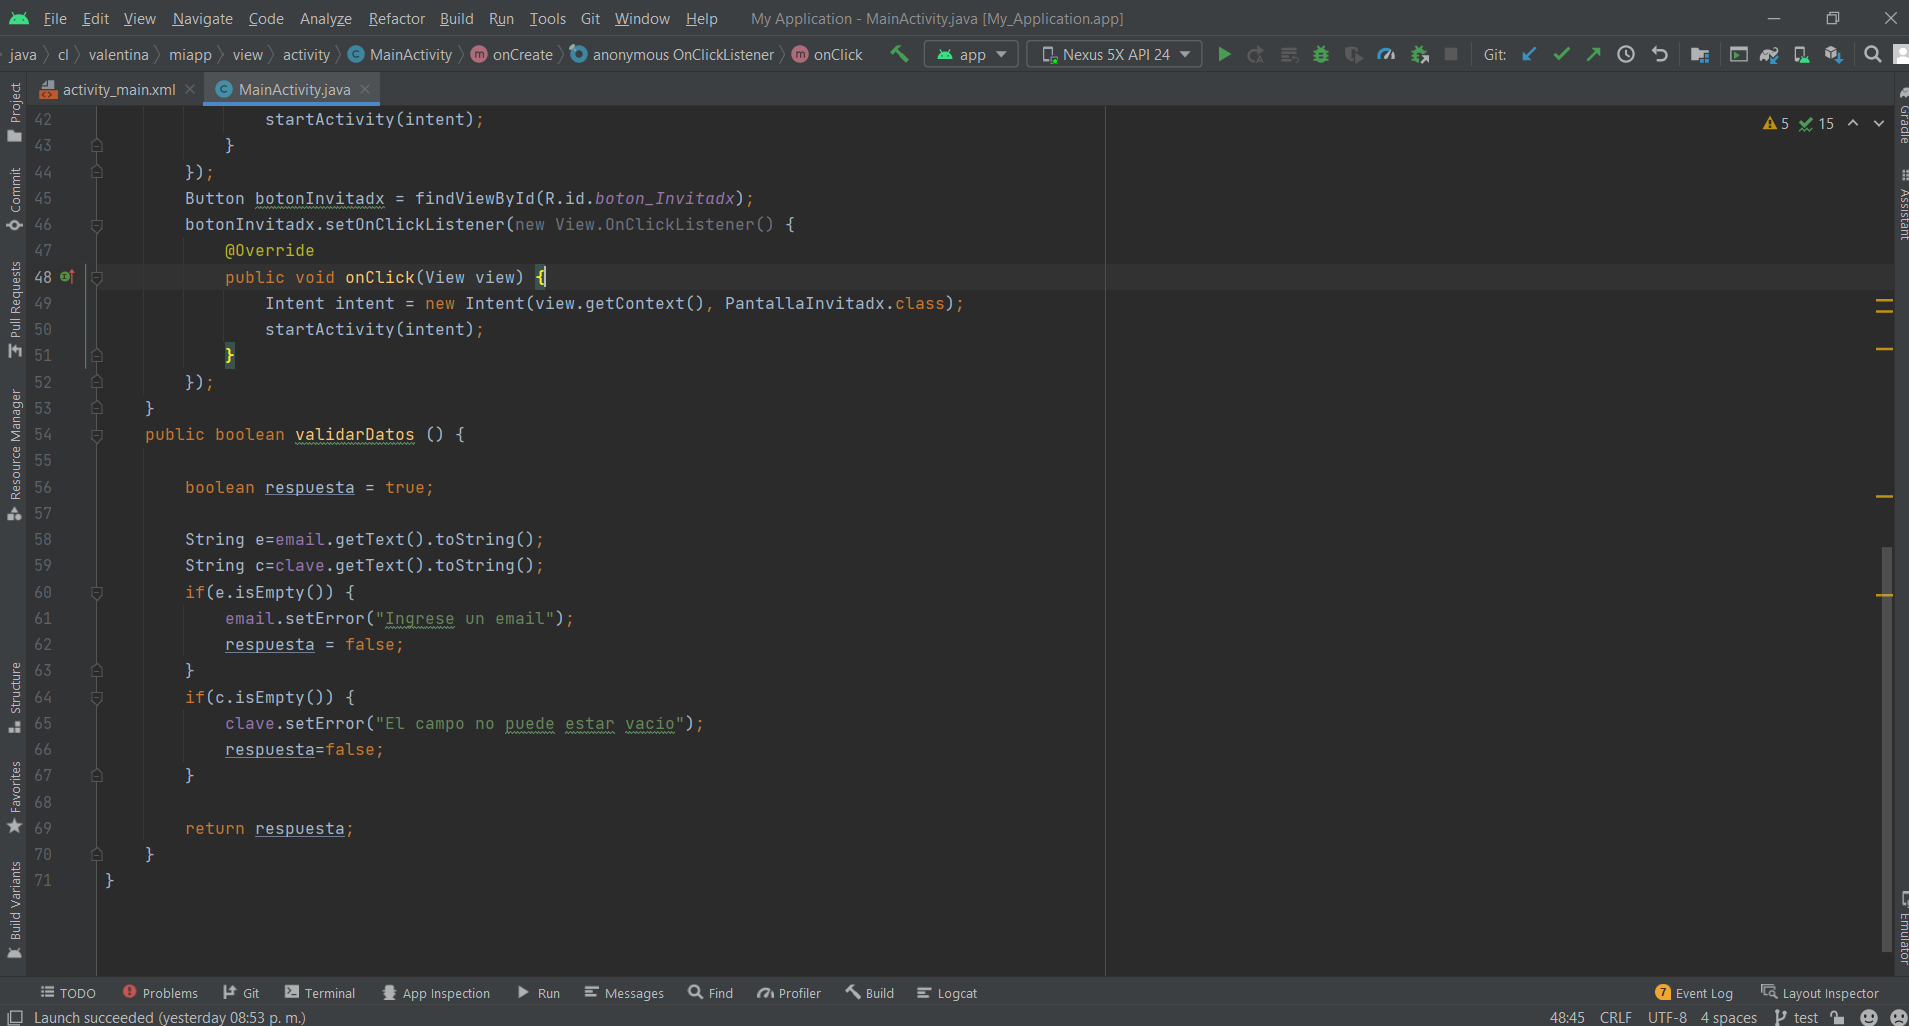 File Edit View Navigate Code Analyze Refactor Build Run Tools Git Window Help My Application - MainActivity.java [My_Application.app]
java cl valentina miapp view activity MainActivity onCreate anonymous OnClickListener onClick app Nexus 5X API 24 Git:
activity_main.xml MainActivity.java
5 15
42 startActivity(intent);
43 }
44 });
45 Button botonInvitadx = findViewById(R.id.boton_Invitadx);
46 botonInvitadx.setOnClickListener(new View.OnClickListener() {
47 @Override
48 public void onClick(View view) {
49 Intent intent = new Intent(view.getContext(), PantallaInvitadx.class);
50 startActivity(intent);
51 }
52 });
53 }
54 public boolean validarDatos () {
55
56 boolean respuesta = true;
57
58 String e=email.getText().toString();
59 String c=clave.getText().toString();
60 if(e.isEmpty()) {
61 email.setError("Ingrese un email");
62 respuesta = false;
63 }
64 if(c.isEmpty()) {
65 clave.setError("El campo no puede estar vacio");
66 respuesta=false;
67 }
68
69 return respuesta;
70 }
71 }
Project
Commit
Pull Requests
Resource Manager
Structure
Favorites
Build Variants
Gradle
Assistant
Emulator
TODO Problems Git Terminal App Inspection Run Messages Find Profiler Build Logcat 7 Event Log Layout Inspector
Launch succeeded (yesterday 08:53 p. m.) 48:45 CRLF UTF-8 4 spaces test